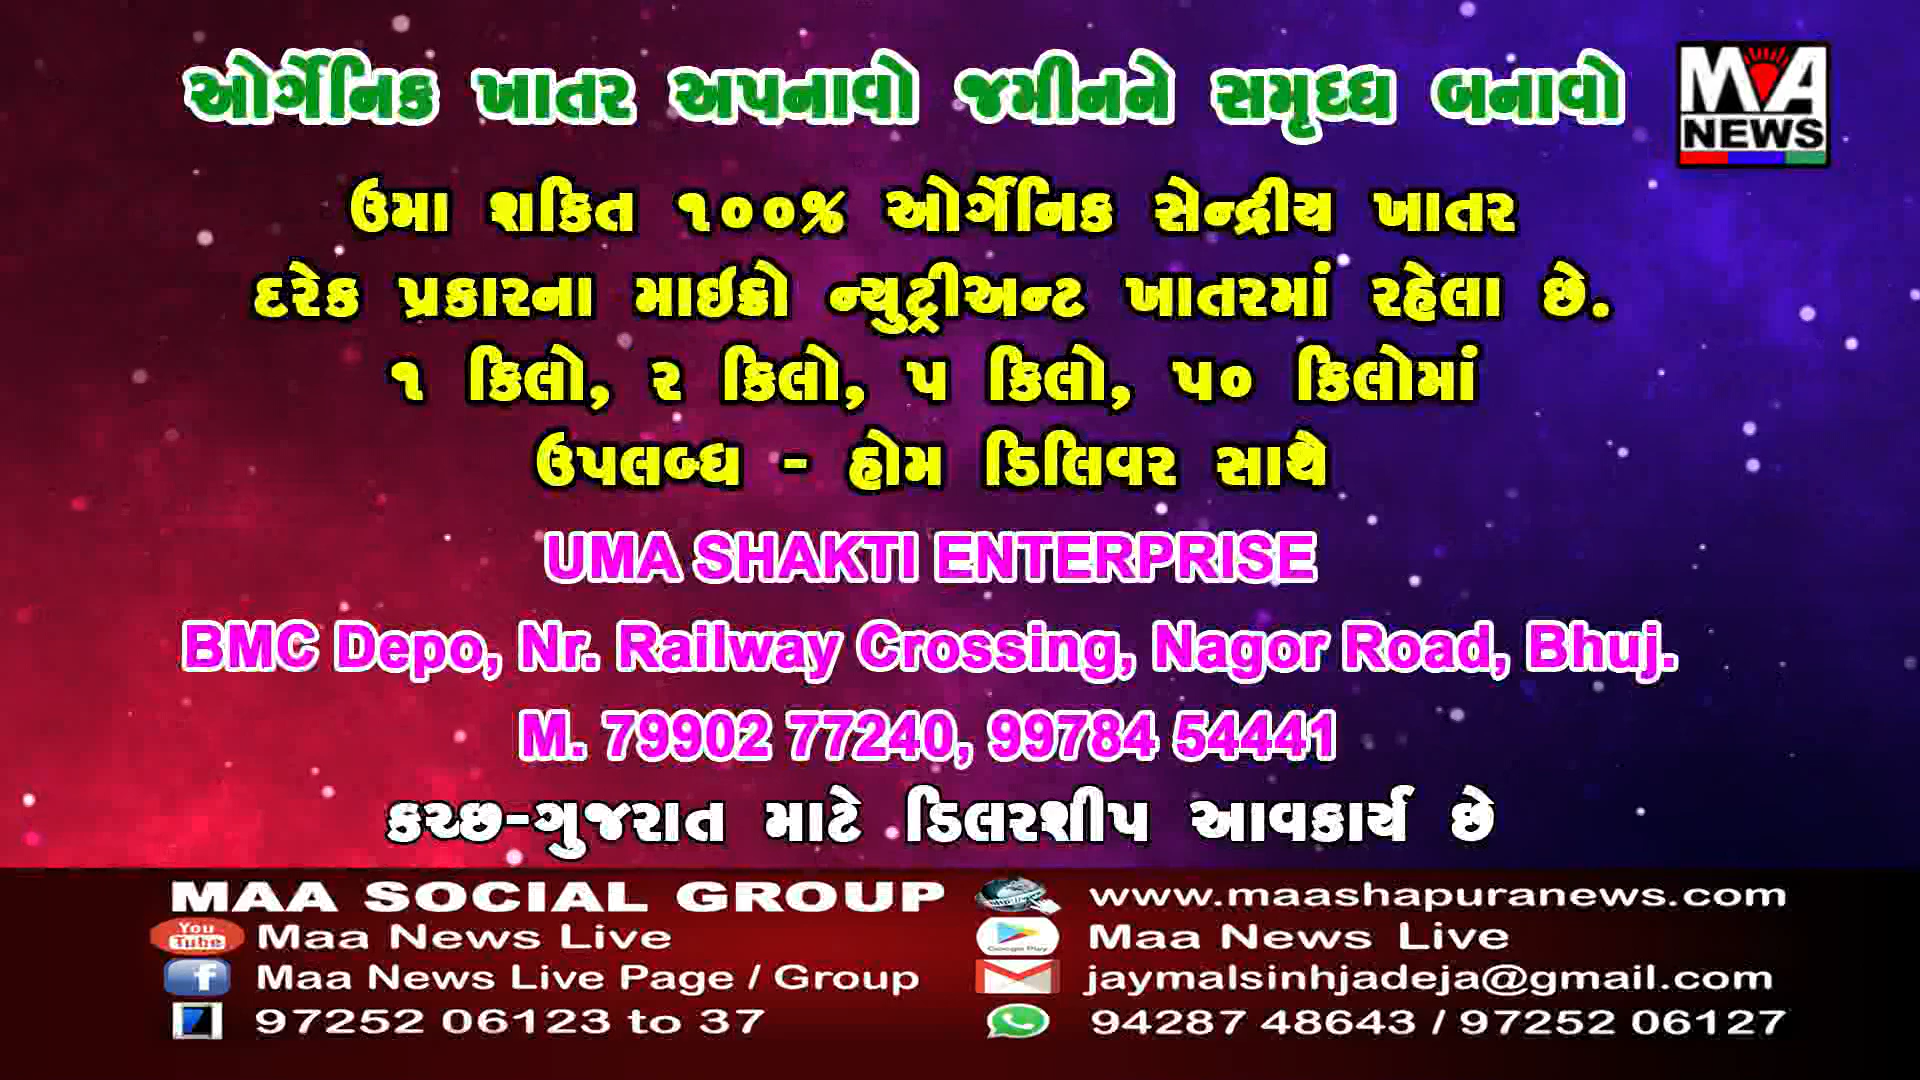 ઓર્ગેનિક ખાતર અપનાવો જમીનને સમૃધ્ધ બનાવો
MAA NEWS
ઉમા શકિત ૧૦૦% ઓર્ગેનિક સેન્દ્રીય ખાતર
દરેક પ્રકારના માઇક્રો ન્યુટ્રીઅન્ટ ખાતરમાં રહેલા છે.
૧ કિલો, ૨ કિલો, ૫ કિલો, ૫૦ કિલોમાં
ઉપલબ્ધ - હોમ ડિલિવર સાથે
UMA SHAKTI ENTERPRISE
BMC Depo, Nr. Railway Crossing, Nagor Road, Bhuj.
M. 79902 77240, 99784 54441
કચ્છ-ગુજરાત માટે ડિલરશીપ આવકાર્ય છે
MAA SOCIAL GROUP
You Tube Maa News Live
Maa News Live Page / Group
97252 06123 to 37
www.maashapuranews.com
Google Play Maa News Live
jaymalsinhjadeja@gmail.com
94287 48643 / 97252 06127